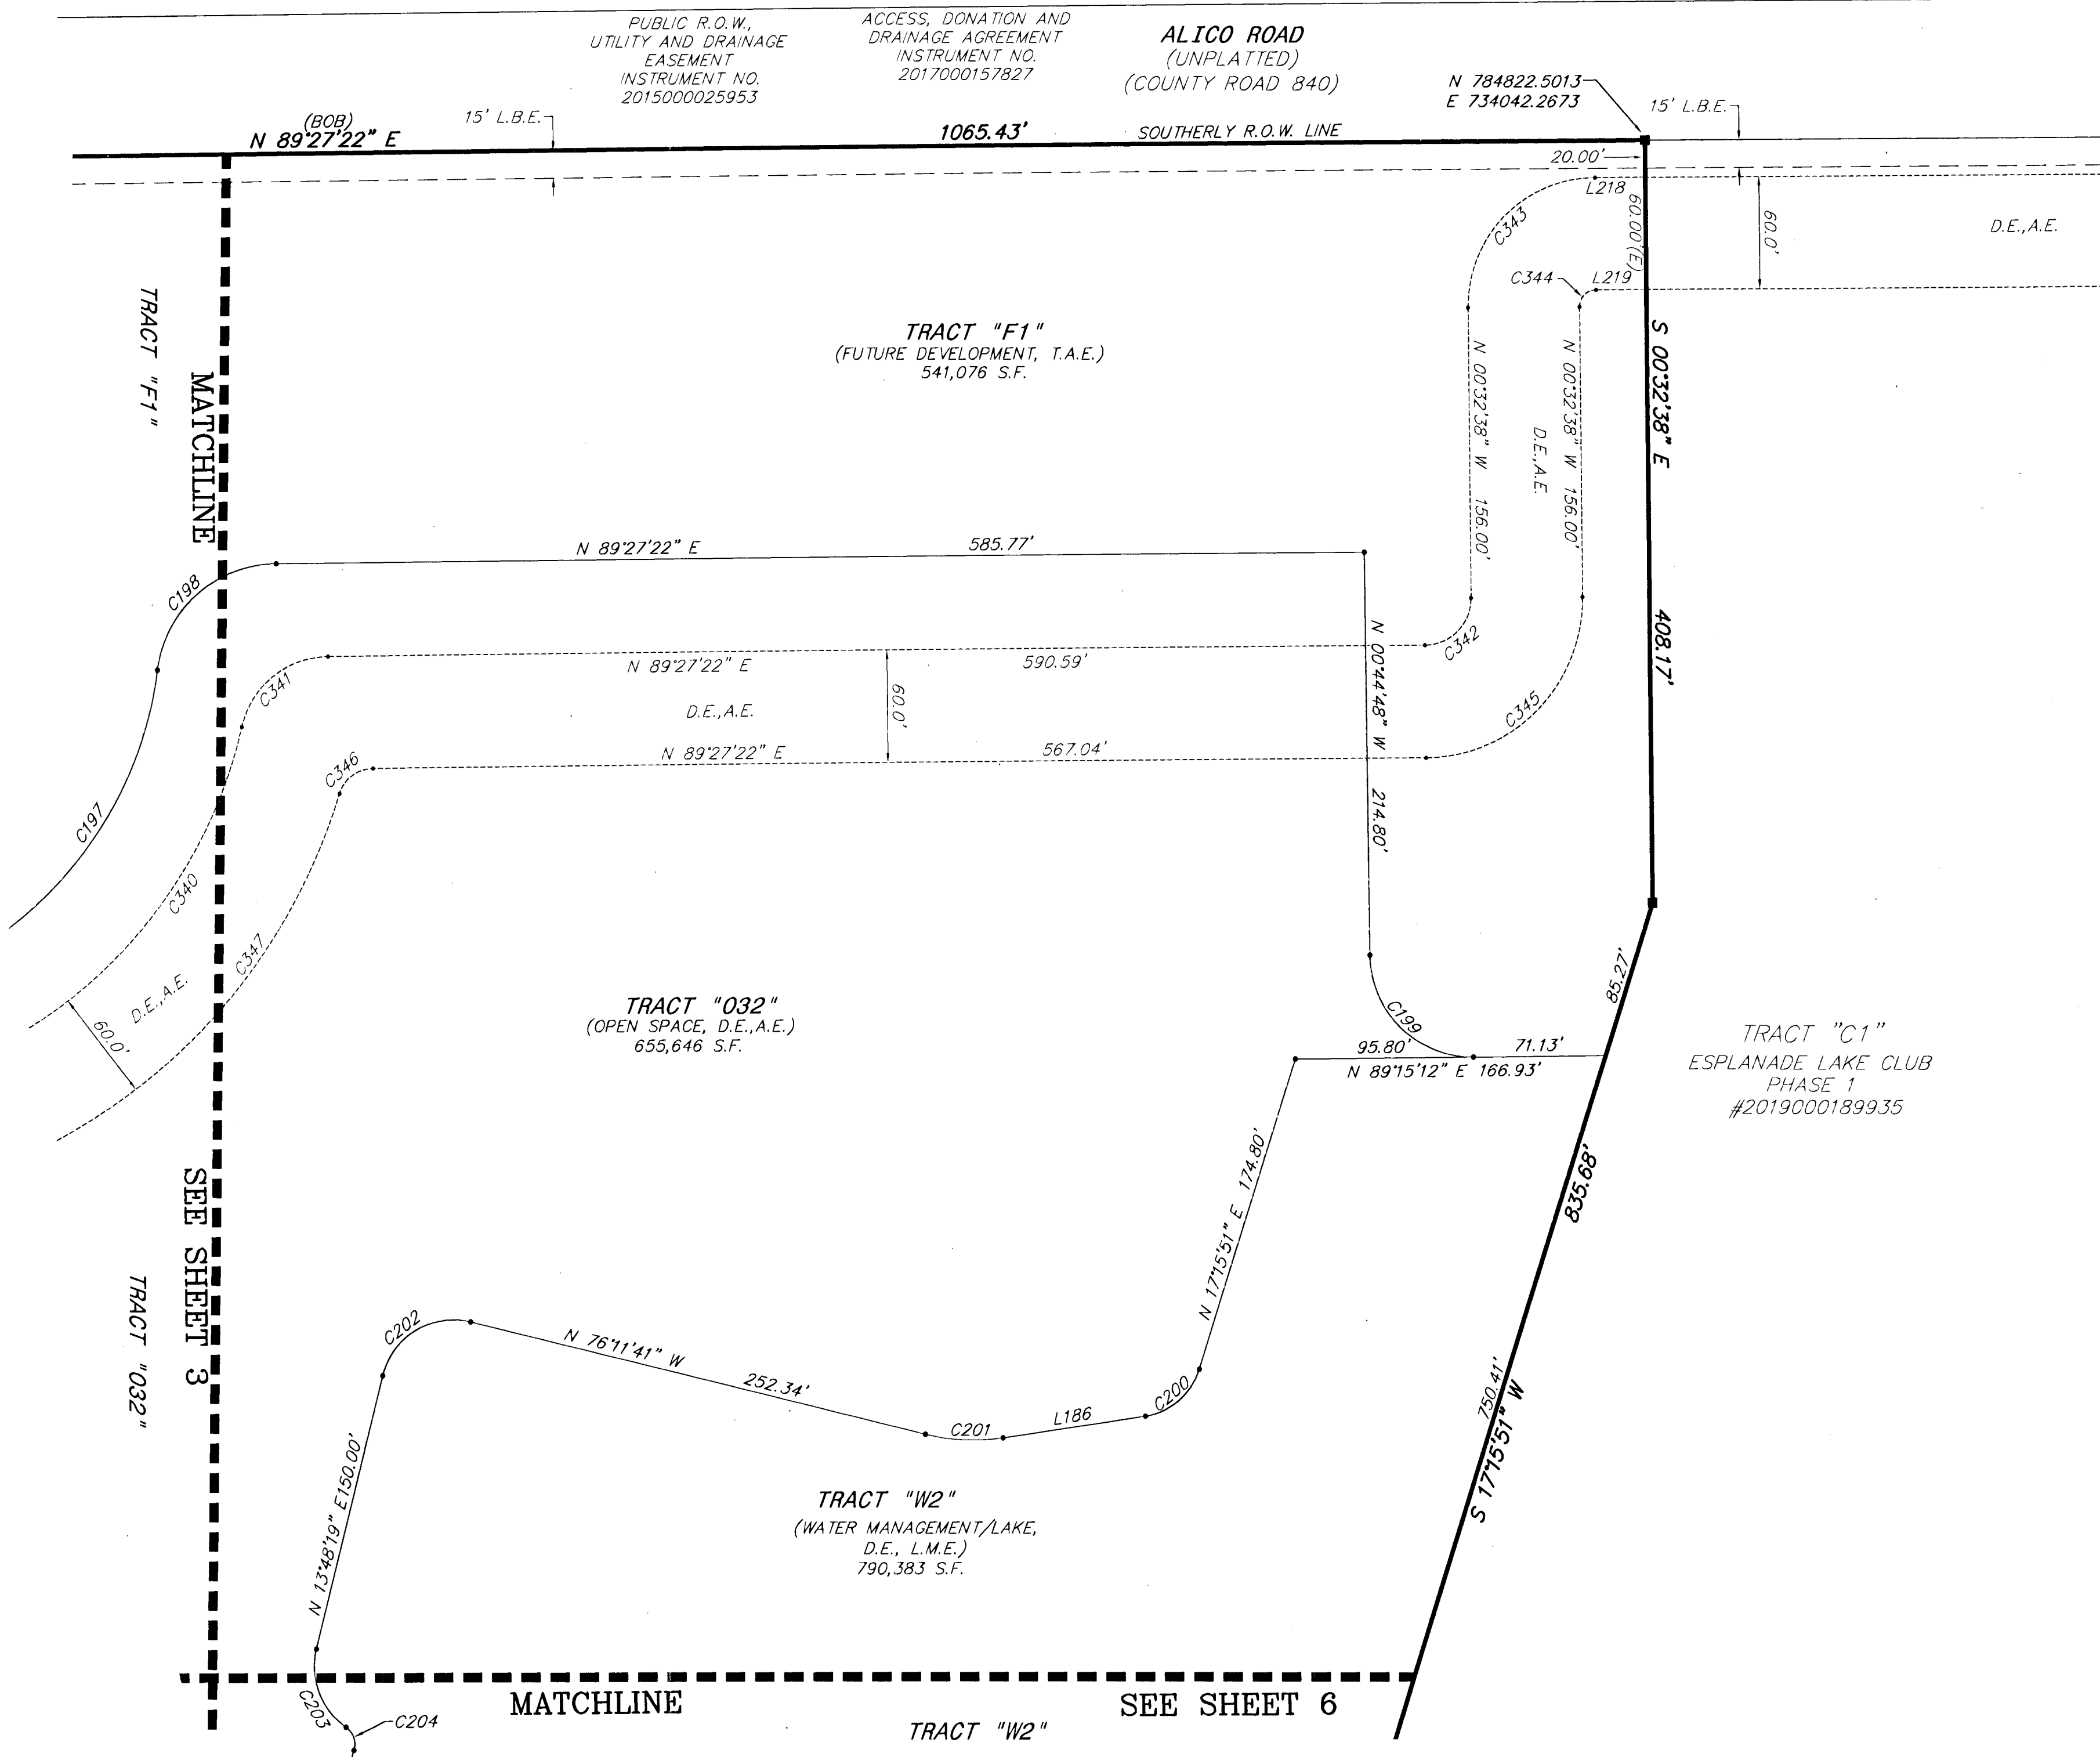 PUBLIC R.O.W.,
UTILITY AND DRAINAGE
EASEMENT
INSTRUMENT NO.
2015000025953
ACCESS, DONATION AND
DRAINAGE AGREEMENT
INSTRUMENT NO.
2017000157827
ALICO ROAD
(UNPLATTED)
(COUNTY ROAD 840)
N 784822.5013
E 734042.2673
15' L.B.E.
(BOB)
N 89°27'22" E
15' L.B.E.
1065.43'
SOUTHERLY R.O.W. LINE
20.00'
L218
60.00'(E)
60.0'
D.E.,A.E.
C343
C344
L219
TRACT "F1"
MATCHLINE
TRACT "F1"
(FUTURE DEVELOPMENT, T.A.E.)
541,076 S.F.
N 00°32'38" W 156.00'
D.E.,A.E.
N 00°32'38" W 156.00'
S 00°32'38" E
408.17'
N 89°27'22" E
585.77'
C198
C197
C341
N 89°27'22" E
590.59'
C342
N 00°44'48" W 214.80'
D.E.,A.E.
60.0'
C345
C346
N 89°27'22" E
567.04'
C340
C347
D.E.,A.E.
60.0'
TRACT "O32"
(OPEN SPACE, D.E.,A.E.)
655,646 S.F.
85.27'
C199
95.80'
71.13'
N 89°15'12" E 166.93'
TRACT "C1"
ESPLANADE LAKE CLUB
PHASE 1
#2019000189935
N 17°15'51" E 174.80'
835.68'
SEE SHEET 3
TRACT "O32"
C202
N 76°11'41" W
252.34'
C201
L186
C200
750.41'
S 17°15'51" W
N 13°48'19" E150.00'
TRACT "W2"
(WATER MANAGEMENT/LAKE,
D.E., L.M.E.)
790,383 S.F.
C203
C204
MATCHLINE
SEE SHEET 6
TRACT "W2"